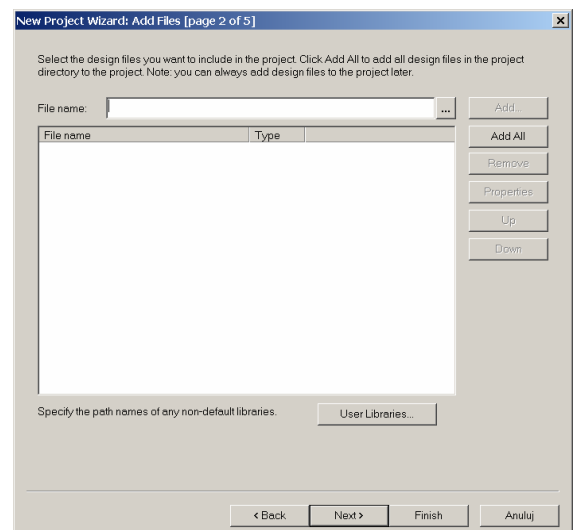 New Project Wizard: Add Files [page 2 of 5]
Select the design files you want to include in the project. Click Add All to add all design files in the project
directory to the project. Note: you can always add design files to the project later.
File name: ... Add...
File name Type Add All
Remove
Properties
Up
Down
Specify the path names of any non-default libraries. User Libraries...
< Back Next > Finish Anuluj